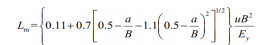 L_m = { 0.11 + 0.7 [ 0.5 − a/B − 1.1 ( 0.5 − a/B )^2 ]^{1/2} } uB^2/E_y